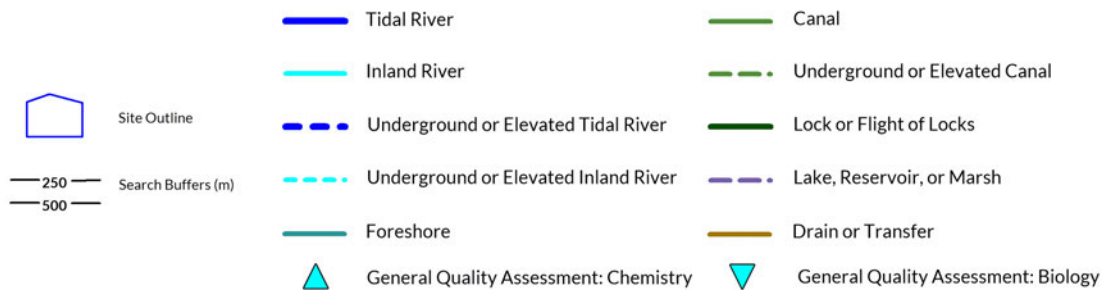 Tidal River
Canal
Inland River
Underground or Elevated Canal
Site Outline
Underground or Elevated Tidal River
Lock or Flight of Locks
250
Search Buffers (m)
500
Underground or Elevated Inland River
Lake, Reservoir, or Marsh
Foreshore
Drain or Transfer
General Quality Assessment: Chemistry
General Quality Assessment: Biology